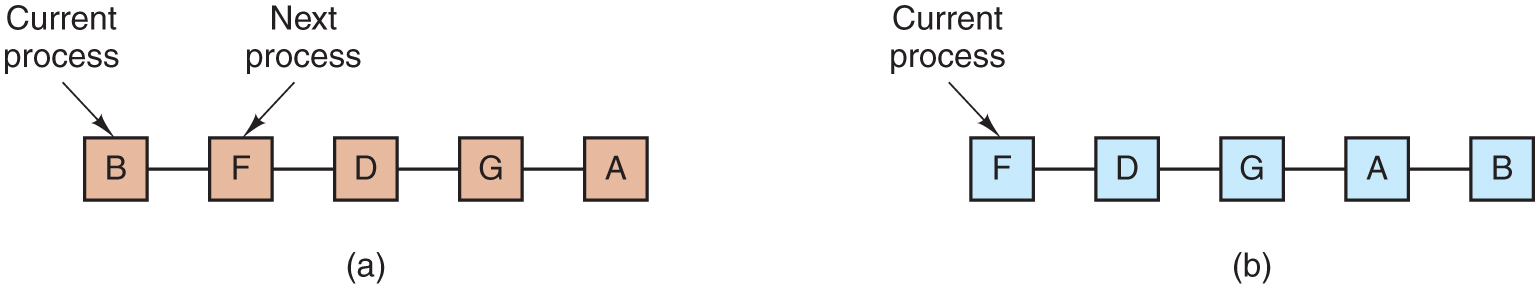 Current
process
Next
process
B F D G A
(a)
Current
process
F D G A B
(b)